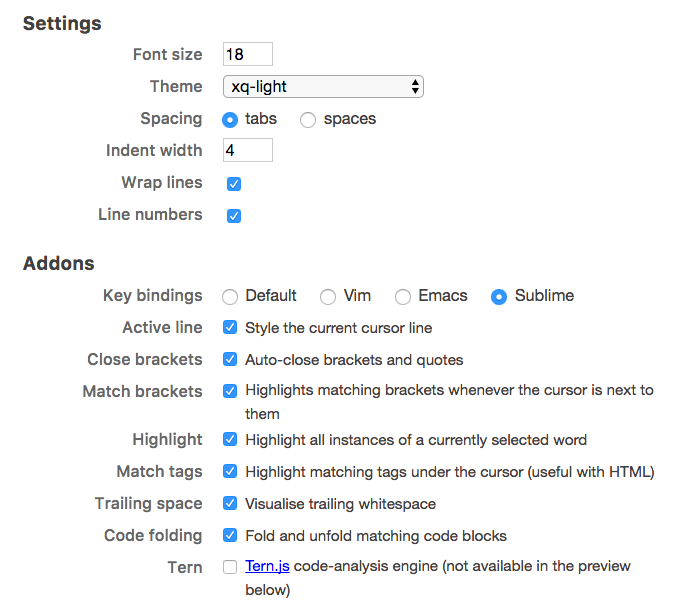 Settings
Font size 18
Theme xq-light
Spacing tabs spaces
Indent width 4
Wrap lines
Line numbers
Addons
Key bindings Default Vim Emacs Sublime
Active line Style the current cursor line
Close brackets Auto-close brackets and quotes
Match brackets Highlights matching brackets whenever the cursor is next to
them
Highlight Highlight all instances of a currently selected word
Match tags Highlight matching tags under the cursor (useful with HTML)
Trailing space Visualise trailing whitespace
Code folding Fold and unfold matching code blocks
Tern Tern.js code-analysis engine (not available in the preview
below)